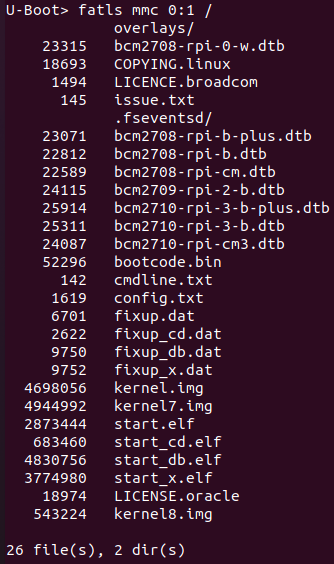 U-Boot> fatls mmc 0:1 /
overlays/
23315 bcm2708-rpi-0-w.dtb
18693 COPYING.linux
1494 LICENCE.broadcom
145 issue.txt
.fseventsd/
23071 bcm2708-rpi-b-plus.dtb
22812 bcm2708-rpi-b.dtb
22589 bcm2708-rpi-cm.dtb
24115 bcm2709-rpi-2-b.dtb
25914 bcm2710-rpi-3-b-plus.dtb
25311 bcm2710-rpi-3-b.dtb
24087 bcm2710-rpi-cm3.dtb
52296 bootcode.bin
142 cmdline.txt
1619 config.txt
6701 fixup.dat
2622 fixup_cd.dat
9750 fixup_db.dat
9752 fixup_x.dat
4698056 kernel.img
4944992 kernel7.img
2873444 start.elf
683460 start_cd.elf
4830756 start_db.elf
3774980 start_x.elf
18974 LICENSE.oracle
543224 kernel8.img
26 file(s), 2 dir(s)